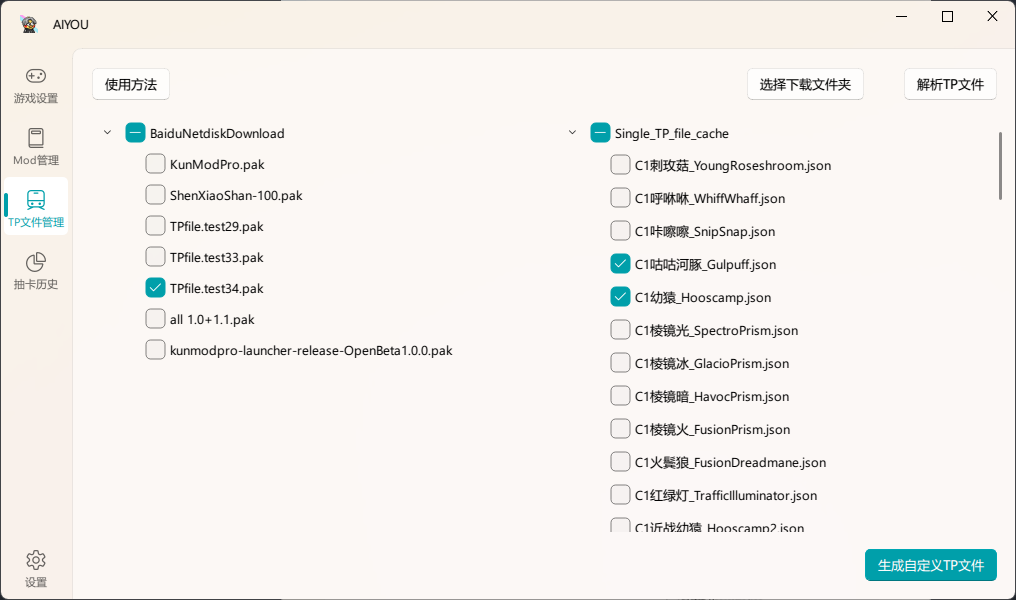 AIYOU
游戏设置
Mod管理
TP文件管理
抽卡历史
设置
使用方法
选择下载文件夹
解析TP文件
BaiduNetdiskDownload
KunModPro.pak
ShenXiaoShan-100.pak
TPfile.test29.pak
TPfile.test33.pak
TPfile.test34.pak
all 1.0+1.1.pak
kunmodpro-launcher-release-OpenBeta1.0.0.pak
Single_TP_file_cache
C1刺玫菇_YoungRoseshroom.json
C1呼咻咻_WhiffWhaff.json
C1咔嚓嚓_SnipSnap.json
C1咕咕河豚_Gulpuff.json
C1幼猿_Hooscamp.json
C1棱镜光_SpectroPrism.json
C1棱镜冰_GlacioPrism.json
C1棱镜暗_HavocPrism.json
C1棱镜火_FusionPrism.json
C1火鬃狼_FusionDreadmane.json
C1红绿灯_TrafficIlluminator.json
C1近战幼猿_Hooscamp2.json
生成自定义TP文件